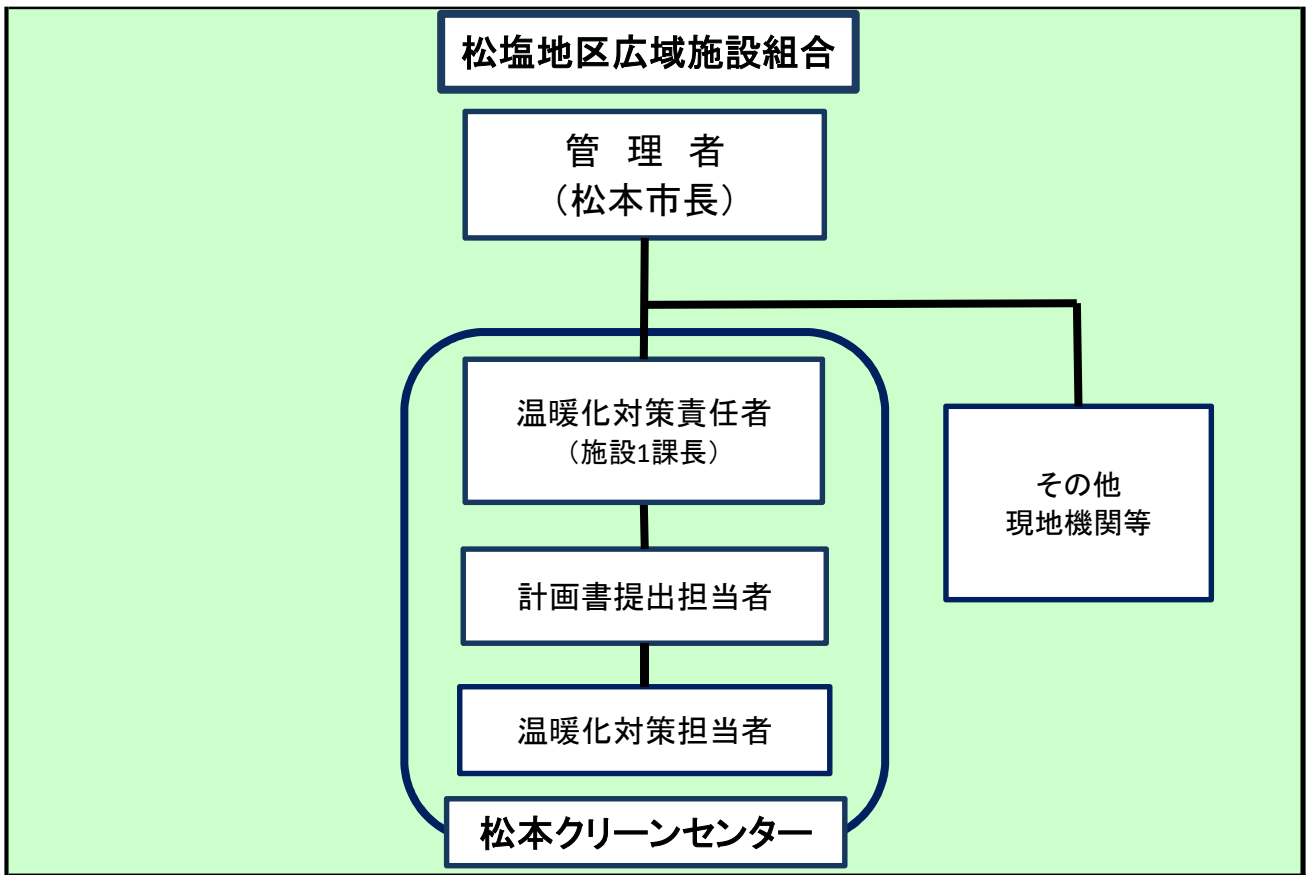 松塩地区広域施設組合
管　理　者
（松本市長）
温暖化対策責任者
（施設1課長）
その他
現地機関等
計画書提出担当者
温暖化対策担当者
松本クリーンセンター